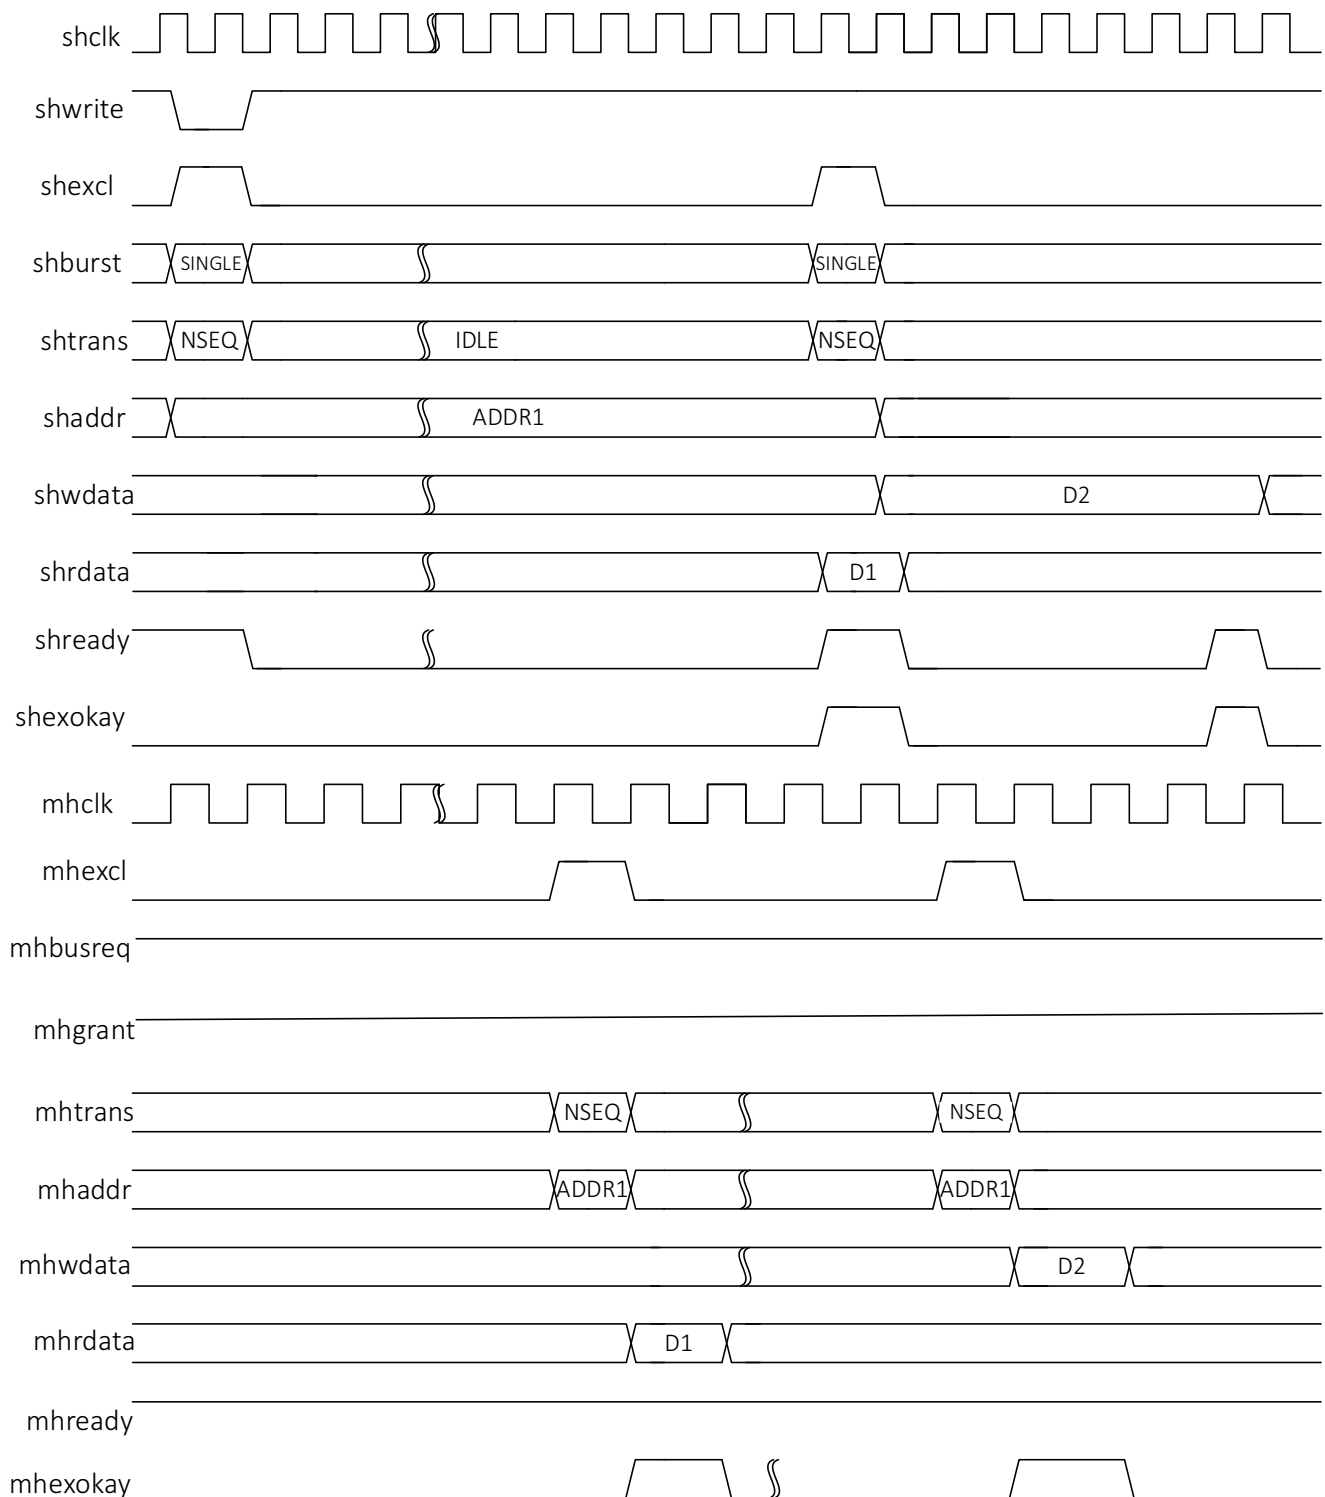 shclk
shwrite
shexcl
shburst SINGLE SINGLE
shtrans NSEQ IDLE NSEQ
shaddr ADDR1
shwdata D2
shrdata D1
shready
shexokay
mhclk
mhexcl
mhbusreq
mhgrant
mhtrans NSEQ NSEQ
mhaddr ADDR1 ADDR1
mhwdata D2
mhrdata D1
mhready
mhexokay